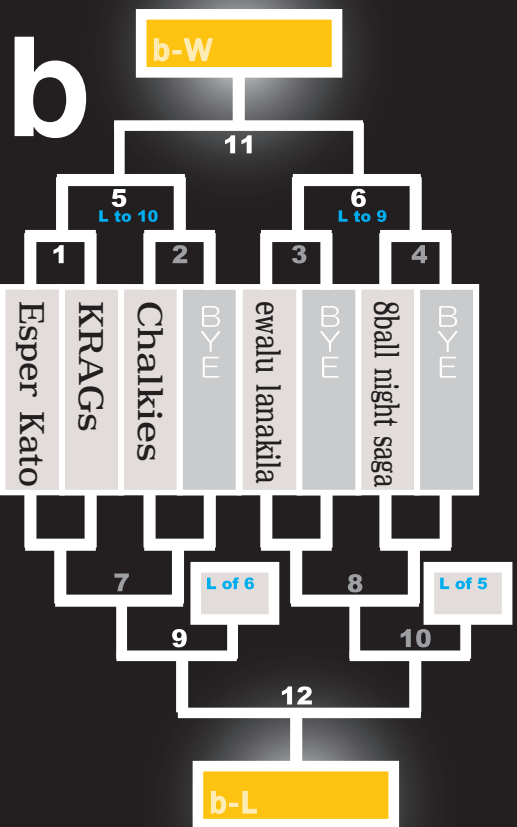 b
b-W
11
5
L to 10
6
L to 9
1
2
3
4
Esper Kato
KRAGs
Chalkies
BYE
ewalu lanakila
BYE
8ball night saga
BYE
7
L of 6
8
L of 5
9
10
12
b-L